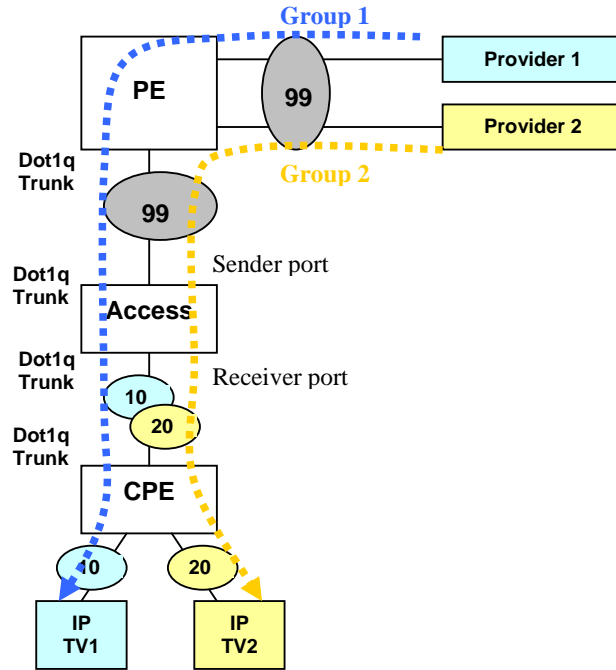 Group 1
Provider 1
PE
99
Provider 2
Group 2
Dot1q
Trunk
99
Sender port
Dot1q
Trunk
Access
Dot1q
Trunk
Receiver port
10
20
Dot1q
Trunk
CPE
10
20
IP
TV1
IP
TV2